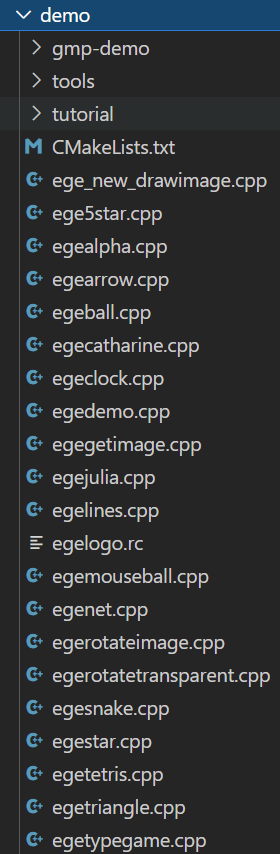 demo
gmp-demo
tools
tutorial
CMakeLists.txt
ege_new_drawimage.cpp
ege5star.cpp
egealpha.cpp
egearrow.cpp
egeball.cpp
egecatharine.cpp
egeclock.cpp
egedemo.cpp
egegetimage.cpp
egejulia.cpp
egelines.cpp
egelogo.rc
egemouseball.cpp
egenet.cpp
egerotateimage.cpp
egerotatetransparent.cpp
egesnake.cpp
egestar.cpp
egetetris.cpp
egetriangle.cpp
egetypegame.cpp